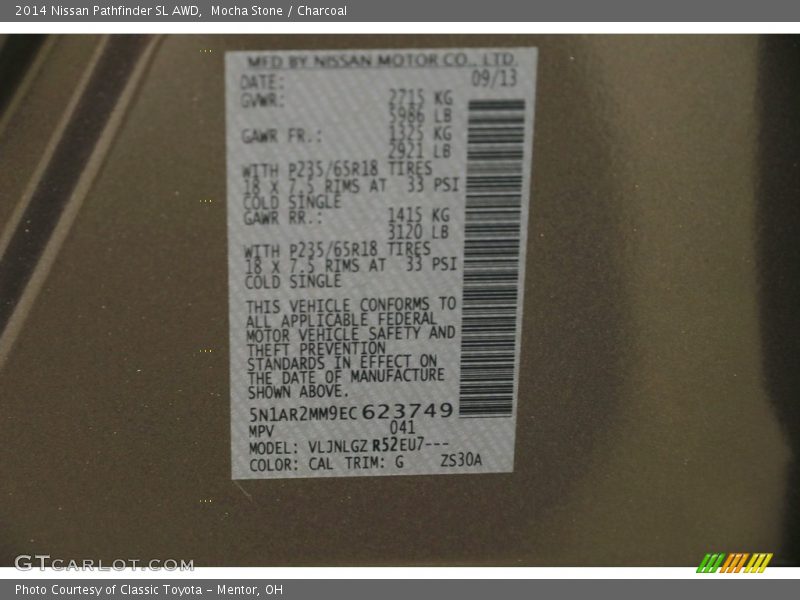 2014 Nissan Pathfinder SL AWD, Mocha Stone / Charcoal
MFD BY NISSAN MOTOR CO., LTD
DATE: 09/13
GVWR: 2715 KG
5986 LB
GAWR FR.: 1325 KG
2921 LB
WITH P235/65R18 TIRES
18 X 7.5 RIMS AT 33 PSI
COLD SINGLE
GAWR RR.: 1415 KG
3120 LB
WITH P235/65R18 TIRES
18 X 7.5 RIMS AT 33 PSI
COLD SINGLE
THIS VEHICLE CONFORMS TO
ALL APPLICABLE FEDERAL
MOTOR VEHICLE SAFETY AND
THEFT PREVENTION
STANDARDS IN EFFECT ON
THE DATE OF MANUFACTURE
SHOWN ABOVE.
5N1AR2MM9EC623749
MPV 041
MODEL: VLJNLGZ R52EU7---
COLOR: CAL TRIM: G ZS30A
GTCARLOT.COM
Photo Courtesy of Classic Toyota - Mentor, OH